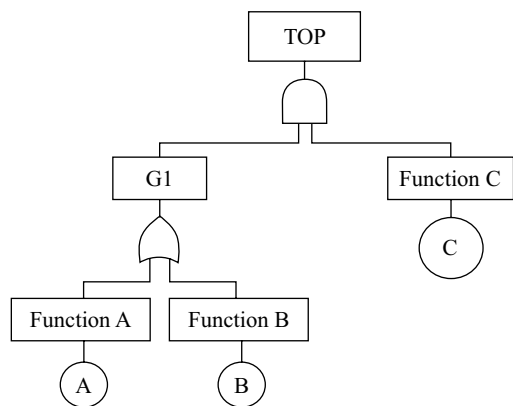 TOP
G1
Function C
C
Function A
Function B
A
B